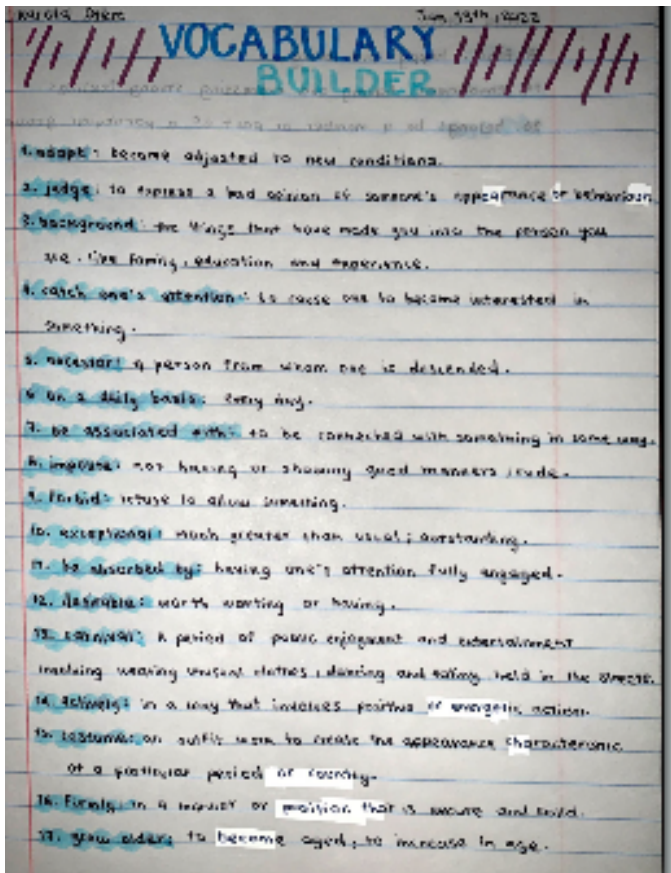 Jan 19th, 2022
VOCABULARY
BUILDER
1. adapt: become adjusted to new conditions.
2. judge: to express a bad opinion of someone's appearance or behaviour.
3. background: the things that have made you into the person you
are. like family, education and experience.
4. catch one's attention: to cause one to become interested in
something.
5. ancestor: a person from whom one is descended.
6. on a daily basis: every day.
7. be associated with: to be connected with something in some way.
8. impolite: not having or showing good manners; rude.
9. forbid: refuse to allow something.
10. exceptional: much greater than usual; outstanding.
11. be absorbed by: having one's attention fully engaged.
12. desirable: worth wanting or having.
13. carnival: A period of public enjoyment and entertainment
involving wearing unusual clothes, dancing and eating, held in the streets.
14. actively: in a way that involves positive or energetic action.
15. costume: an outfit worn to create the appearance characteristic
of a particular period or country.
16. firmly: in a manner or position that is secure and solid.
17. grow older: to become aged; to increase in age.